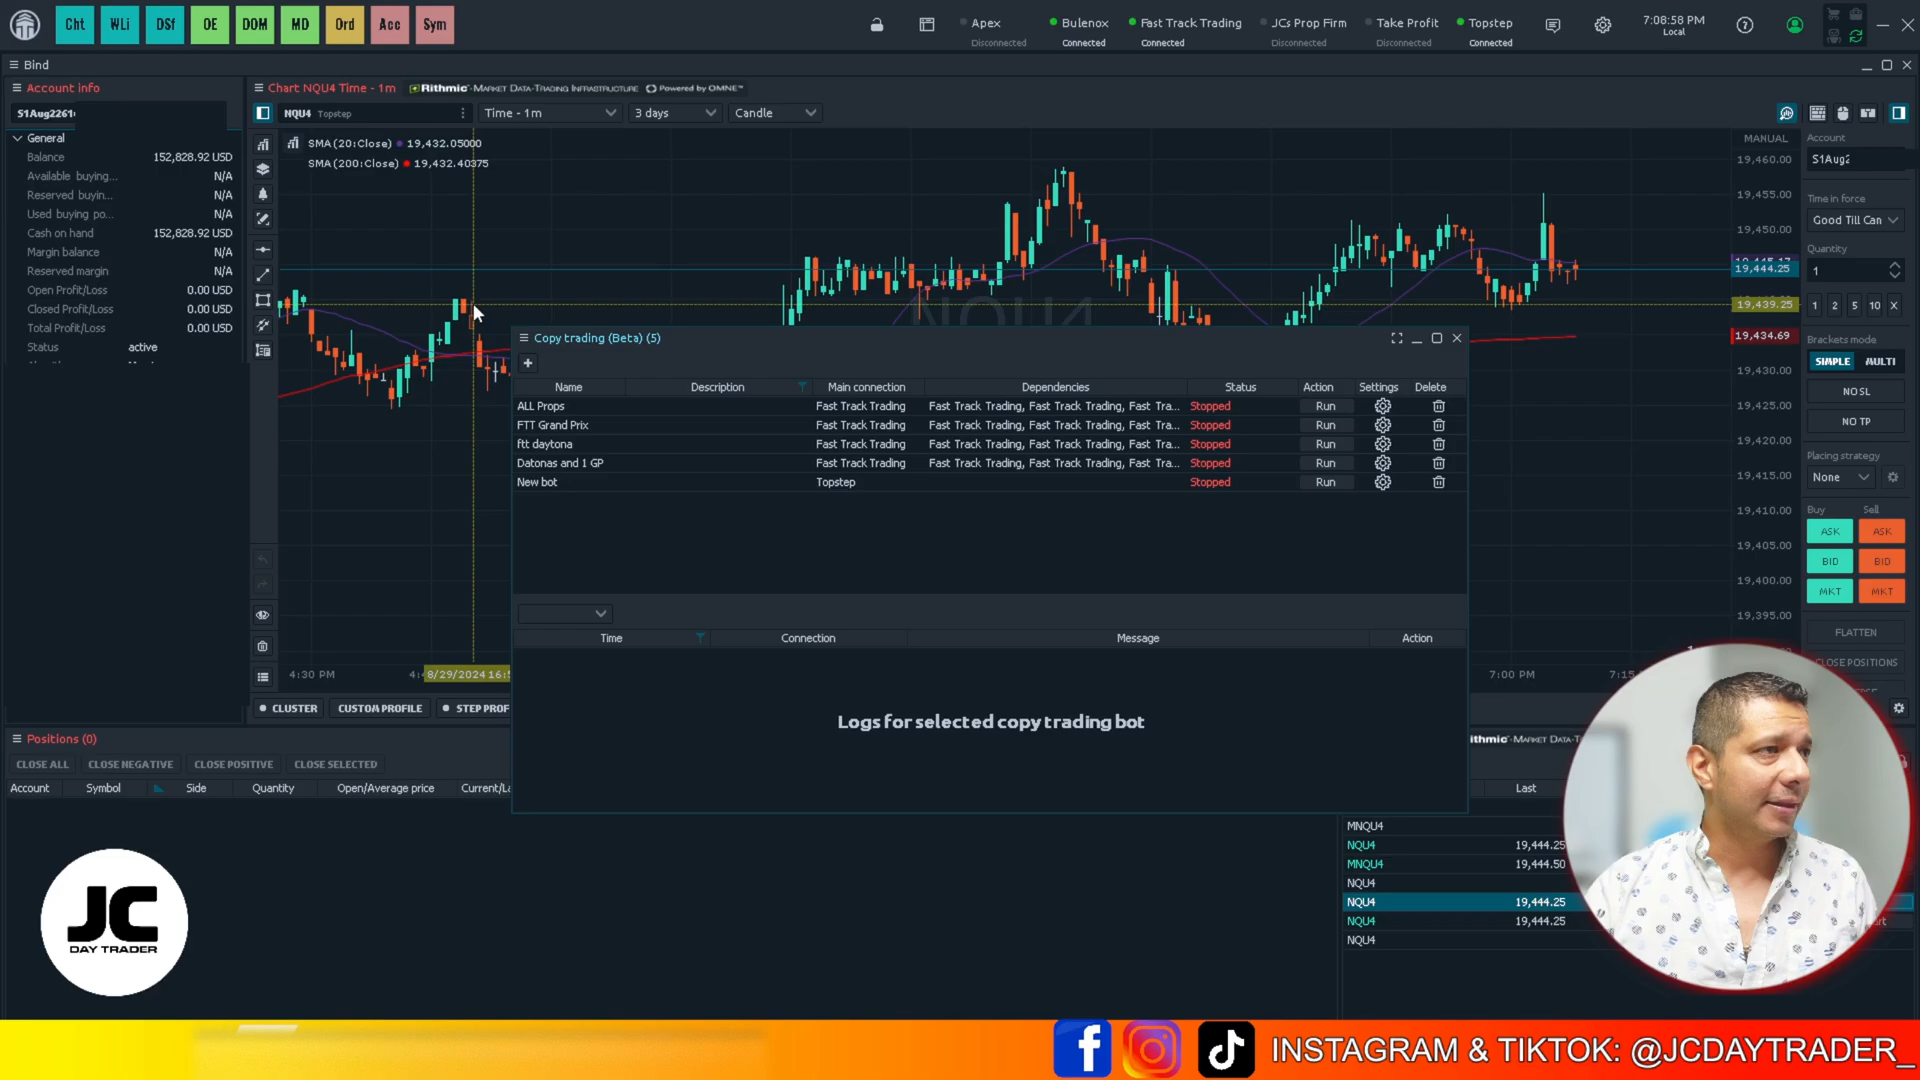 Cht WLi DSf OE DOM MD Ord Acc Sym
Apex Disconnected
Bulenox Connected
Fast Track Trading Connected
JCs Prop Firm Disconnected
Take Profit Disconnected
Topstep Connected
7:08:58 PM
Local
Bind
Account info
S1Aug2261
General
Balance 152,828.92 USD
Available buying... N/A
Reserved buyin... N/A
Used buying po... N/A
Cash on hand 152,828.92 USD
Margin balance N/A
Reserved margin N/A
Open Profit/Loss 0.00 USD
Closed Profit/Loss 0.00 USD
Total Profit/Loss 0.00 USD
Status active
Chart NQU4 Time - 1m Rithmic - Market Data-Trading Infrastructure Powered by OMNE™
NQU4 Topstep Time - 1m 3 days Candle
SMA (20:Close) 19,432.05000
SMA (200:Close) 19,432.40375
NQU4
MANUAL
19,460.00
19,455.00
19,450.00
19,444.25
19,439.25
19,434.69
19,430.00
19,425.00
19,420.00
19,415.00
19,410.00
19,405.00
19,400.00
19,395.00
4:30 PM 8/29/2024 16:5 7:00 PM 7:15
CLUSTER CUSTOM PROFILE STEP PROF
Account
S1Aug2
Time in force
Good Till Can
Quantity
1
1 2 5 10 X
Brackets mode
SIMPLE MULTI
NO SL
NO TP
Placing strategy
None
Buy Sell
ASK ASK
BID BID
MKT MKT
FLATTEN
CLOSE POSITIONS
Copy trading (Beta) (5)
+
Name Description Main connection Dependencies Status Action Settings Delete
ALL Props Fast Track Trading Fast Track Trading, Fast Track Trading, Fast Tra... Stopped Run
FTT Grand Prix Fast Track Trading Fast Track Trading, Fast Track Trading, Fast Tra... Stopped Run
ftt daytona Fast Track Trading Fast Track Trading, Fast Track Trading, Fast Tra... Stopped Run
Datonas and 1 GP Fast Track Trading Fast Track Trading, Fast Track Trading, Fast Tra... Stopped Run
New bot Topstep Stopped Run
Time Connection Message Action
Logs for selected copy trading bot
Positions (0)
CLOSE ALL CLOSE NEGATIVE CLOSE POSITIVE CLOSE SELECTED
Account Symbol Side Quantity Open/Average price Current/La
ithmic - Market Data-T
Last
MNQU4
NQU4 19,444.25
MNQU4 19,444.50
NQU4
NQU4 19,444.25
NQU4 19,444.25
NQU4
JC
DAY TRADER
INSTAGRAM & TIKTOK: @JCDAYTRADER_